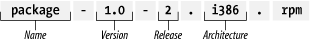 package - 1.0 - 2 . i386 . rpm
Name Version Release Architecture